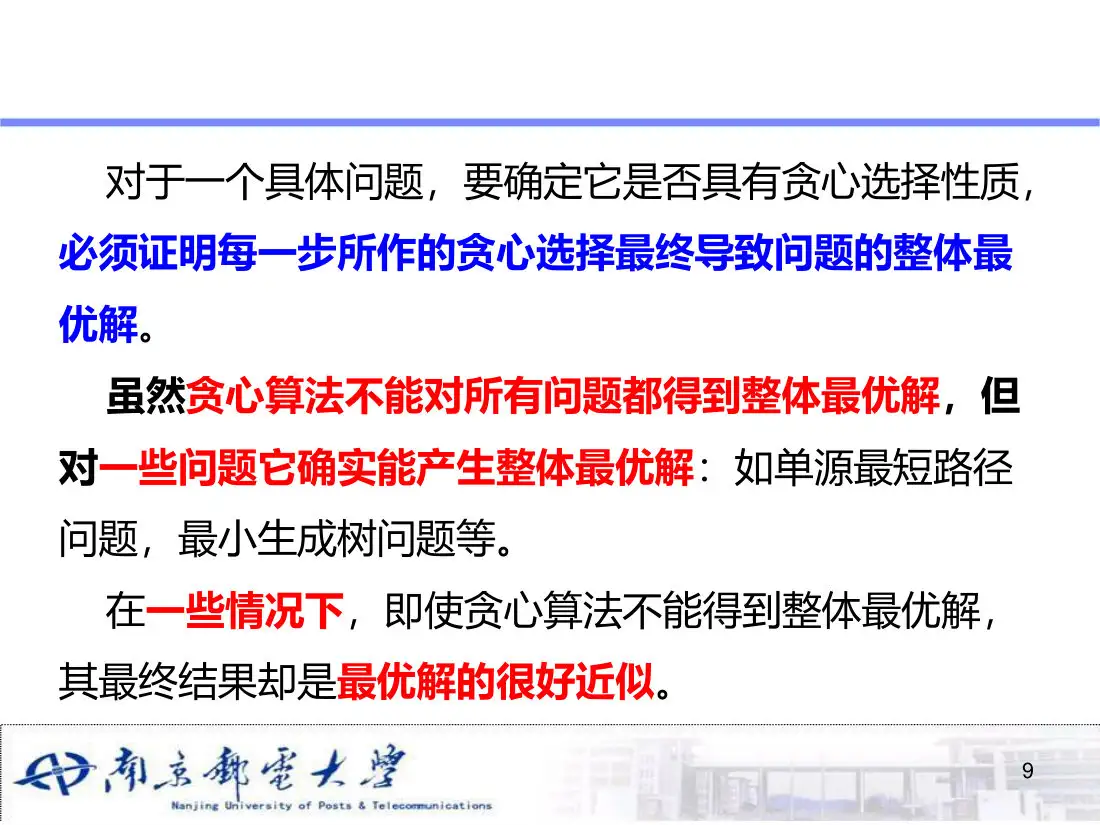 对于一个具体问题，要确定它是否具有贪心选择性质，
必须证明每一步所作的贪心选择最终导致问题的整体最
优解。
虽然贪心算法不能对所有问题都得到整体最优解，但
对一些问题它确实能产生整体最优解：如单源最短路径
问题，最小生成树问题等。
在一些情况下，即使贪心算法不能得到整体最优解，
其最终结果却是最优解的很好近似。
南京郵電大學
Nanjing University of Posts & Telecommunications
9